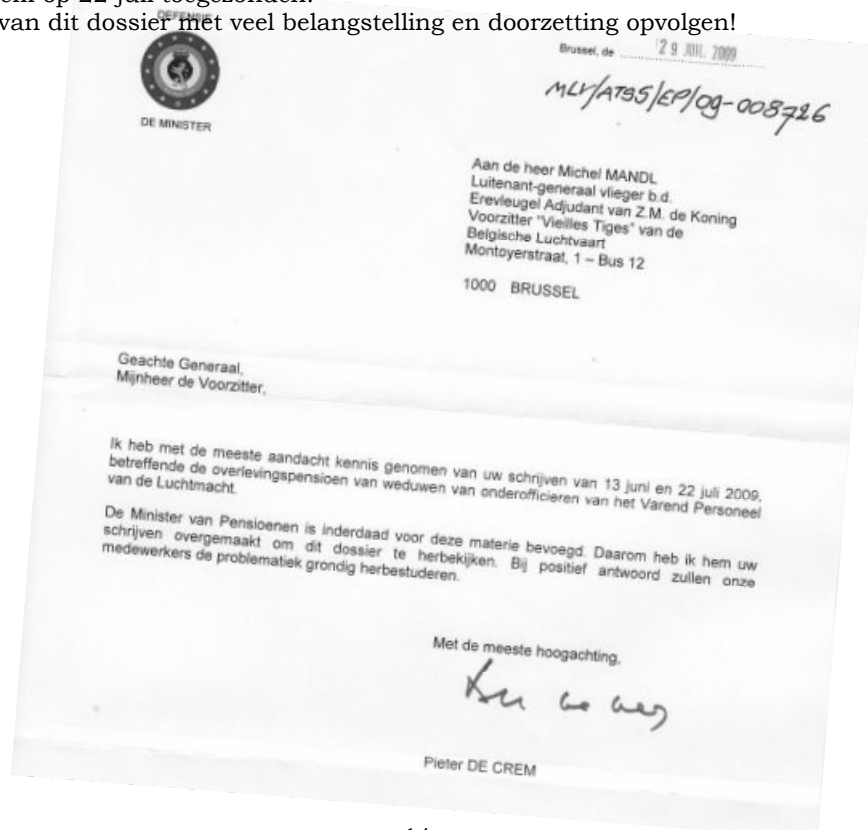 van dit dossier met veel belangstelling en doorzetting opvolgen!
DEFENSIE
DE MINISTER
Brussel, de 29 JUIL. 2009
MLV/ATSS/EP/09-008726
Aan de heer Michel MANDL
Luitenant-generaal vlieger b.d.
Erevleugel Adjudant van Z.M. de Koning
Voorzitter "Vieilles Tiges" van de
Belgische Luchtvaart
Montoyerstraat, 1 – Bus 12
1000 BRUSSEL
Geachte Generaal,
Mijnheer de Voorzitter,
Ik heb met de meeste aandacht kennis genomen van uw schrijven van 13 juni en 22 juli 2009,
betreffende de overlevingspensioen van weduwen van onderofficieren van het Varend Personeel
van de Luchtmacht.
De Minister van Pensioenen is inderdaad voor deze materie bevoegd. Daarom heb ik hem uw
schrijven overgemaakt om dit dossier te herbekijken. Bij positief antwoord zullen onze
medewerkers de problematiek grondig herbestuderen.
Met de meeste hoogachting,
Pieter DE CREM